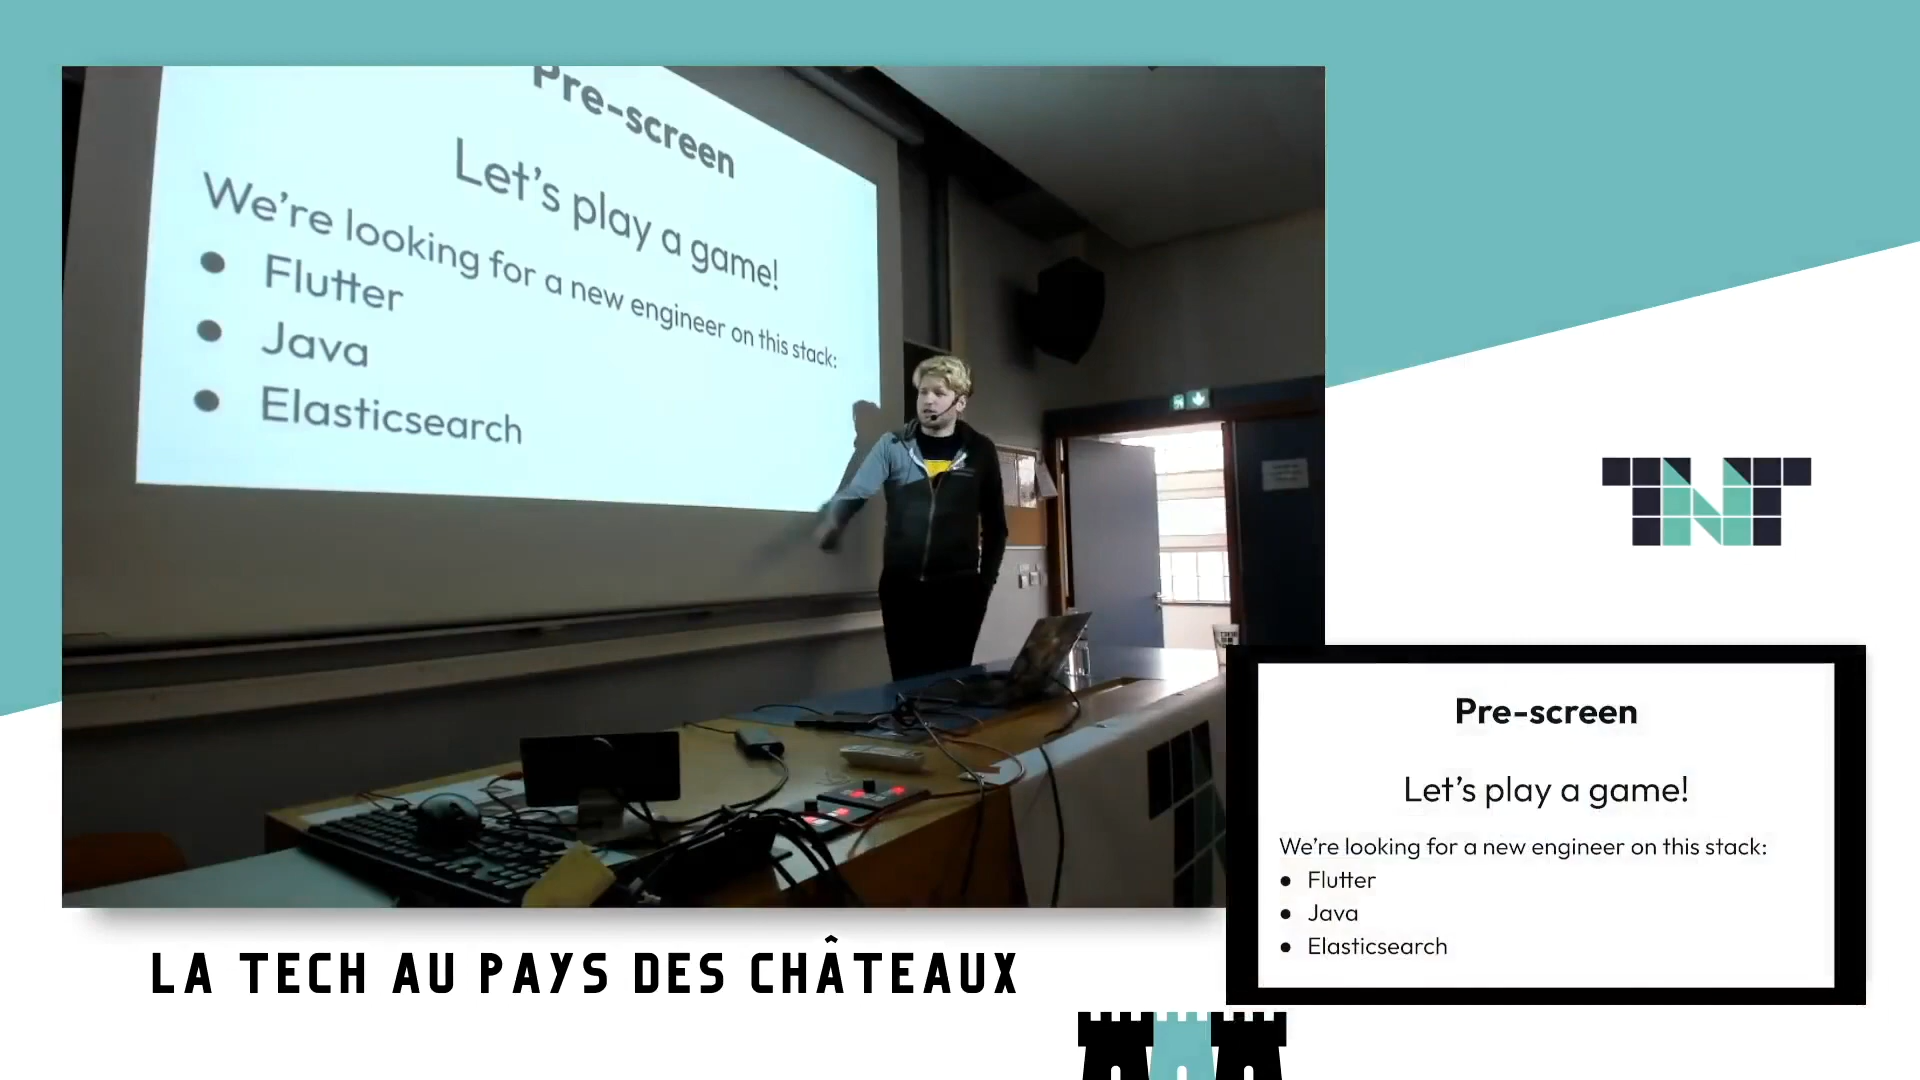 Pre-screen
Let's play a game!
We're looking for a new engineer on this stack:
● Flutter
● Java
● Elasticsearch
TNT
Pre-screen
Let's play a game!
We're looking for a new engineer on this stack:
● Flutter
● Java
● Elasticsearch
LA TECH AU PAYS DES CHÂTEAUX